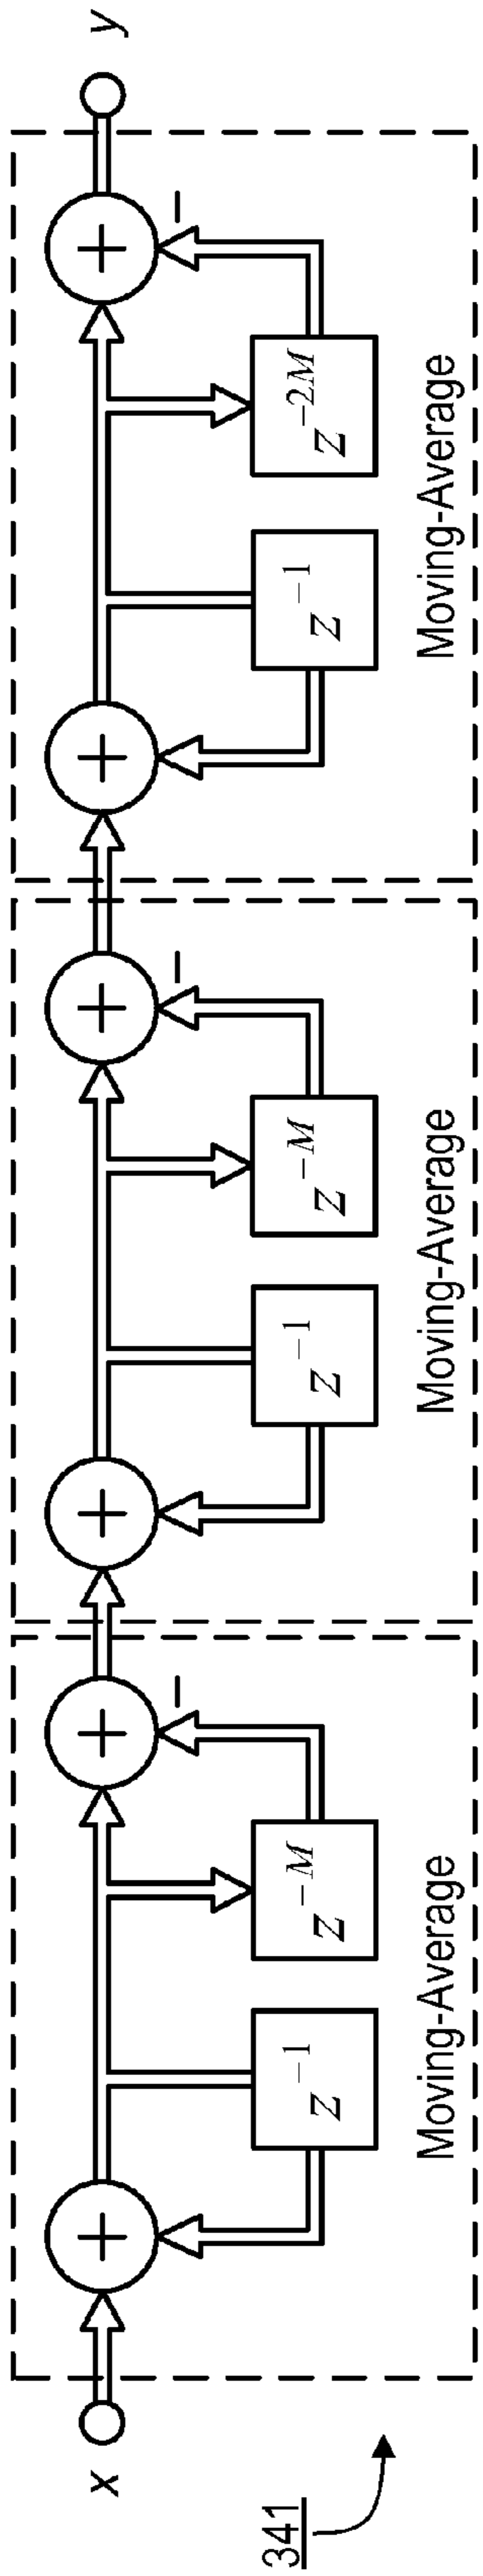 341
x
+
z⁻¹
z⁻ᴹ
+
−
Moving-Average
+
z⁻¹
z⁻ᴹ
+
−
Moving-Average
+
z⁻¹
z⁻²ᴹ
+
−
Moving-Average
y